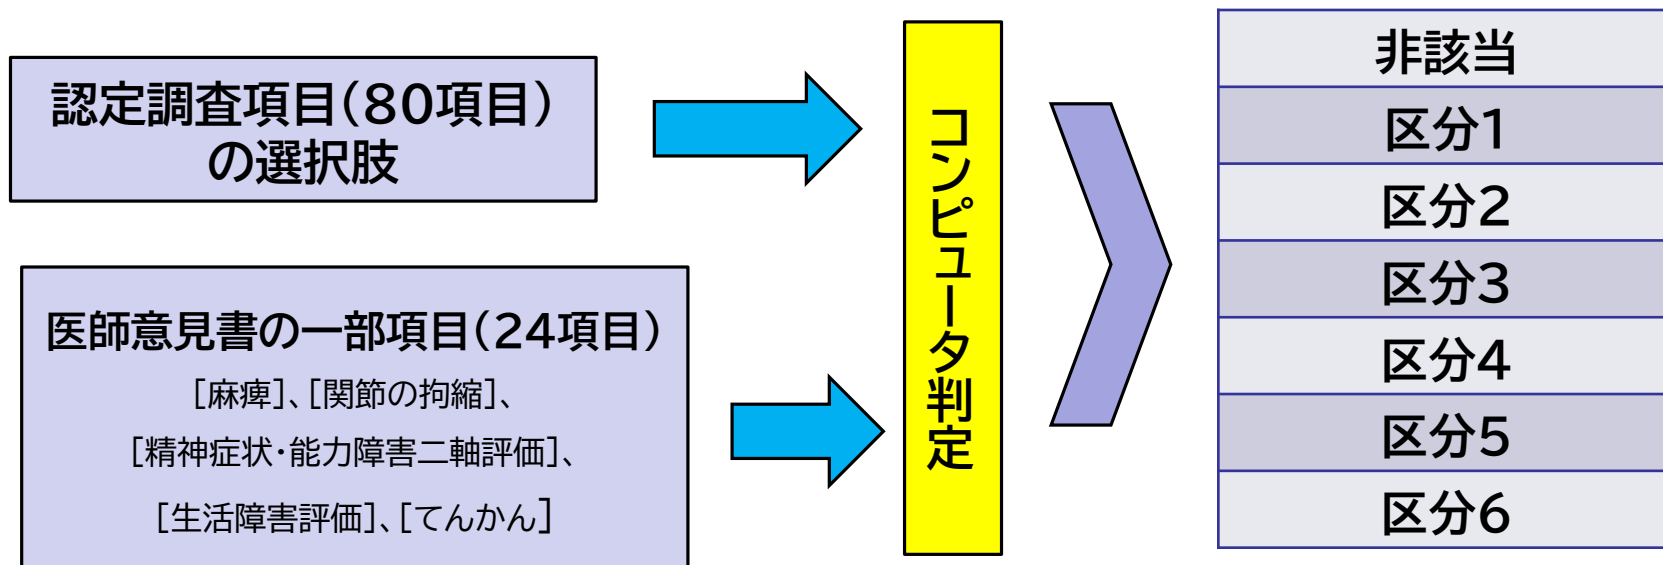 認定調査項目(80項目)
の選択肢
医師意見書の一部項目(24項目)
[麻痺]、[関節の拘縮]、
[精神症状・能力障害二軸評価]、
[生活障害評価]、[てんかん]
コンピュータ判定
非該当
区分1
区分2
区分3
区分4
区分5
区分6